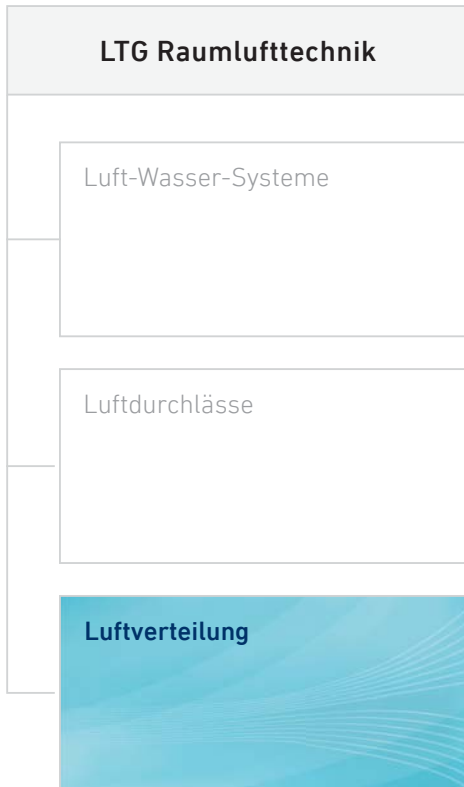 LTG Raumlufttechnik
Luft-Wasser-Systeme
Luftdurchlässe
Luftverteilung